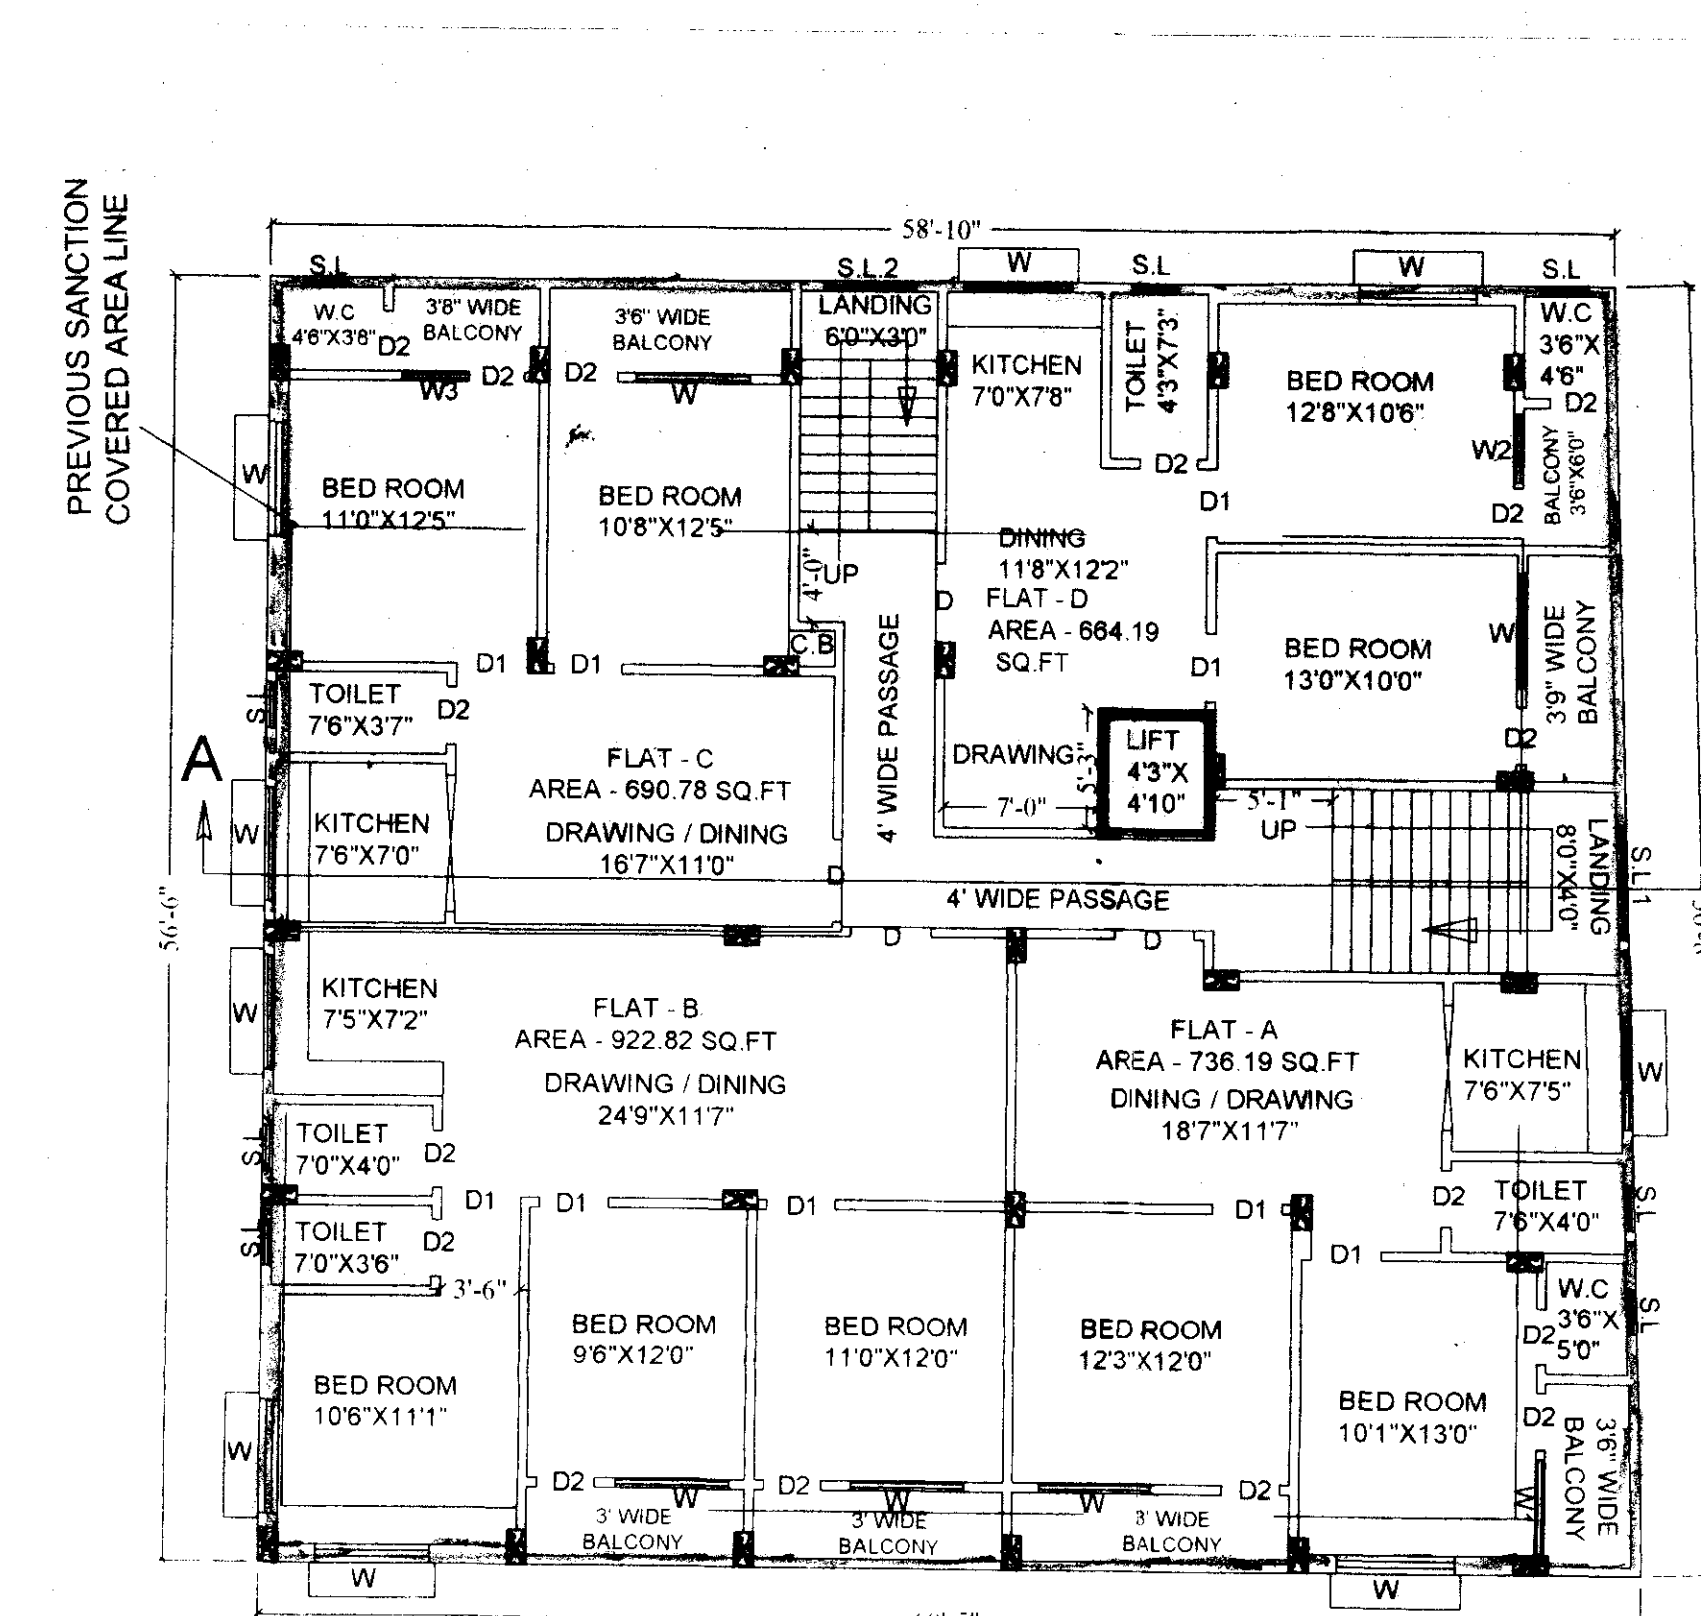 PREVIOUS SANCTION
COVERED AREA LINE
58'-10"
S.L
S.L.2
W
S.L
W
S.L
W.C
4'6"X3'8"
D2
3'8" WIDE
BALCONY
3'6" WIDE
BALCONY
LANDING
6'0"X3'0"
KITCHEN
7'0"X7'8"
TOILET
4'3"X7'3"
BED ROOM
12'8"X10'6"
W.C
3'6"X
4'6"
D2
W3
D2
D2
W
D2
D1
W2
D2
BALCONY
3'6"X6'0"
W
BED ROOM
11'0"X12'5"
BED ROOM
10'8"X12'5"
4'-0"
UP
C.B
DINING
11'8"X12'2"
D
FLAT - D
AREA - 664.19
SQ.FT
D1
BED ROOM
13'0"X10'0"
W
3'9" WIDE
BALCONY
D2
D1
D1
4' WIDE PASSAGE
S.L
TOILET
7'6"X3'7"
D2
A
FLAT - C
AREA - 690.78 SQ.FT
DRAWING / DINING
16'7"X11'0"
D
W
KITCHEN
7'6"X7'0"
DRAWING
7'-0"
5'-3"
LIFT
4'3"X
4'10"
5'-1"
UP
LANDING
8'0"X4'0"
S.L.1
56'-6"
4' WIDE PASSAGE
D
D
W
KITCHEN
7'5"X7'2"
FLAT - B
AREA - 922.82 SQ.FT
DRAWING / DINING
24'9"X11'7"
FLAT - A
AREA - 736.19 SQ.FT
DINING / DRAWING
18'7"X11'7"
KITCHEN
7'6"X7'5"
W
S.L
TOILET
7'0"X4'0"
D2
D1
D1
D1
D1
D2
TOILET
7'6"X4'0"
S.L
S.L
TOILET
7'0"X3'6"
D2
3'-6"
D1
W.C
3'6"X
5'0"
D2
S.L
BED ROOM
10'6"X11'1"
BED ROOM
9'6"X12'0"
BED ROOM
11'0"X12'0"
BED ROOM
12'3"X12'0"
BED ROOM
10'1"X13'0"
D2
3'6" WIDE
BALCONY
W
D2
W
D2
W
W
D2
W
3' WIDE
BALCONY
3' WIDE
BALCONY
3' WIDE
BALCONY
W
W